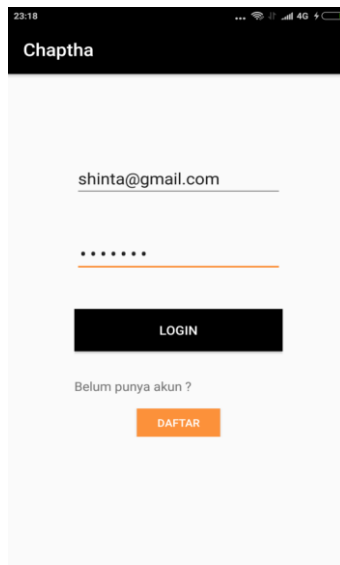 23:18
... 4G
Chaptha
shinta@gmail.com
•••••••
LOGIN
Belum punya akun ?
DAFTAR